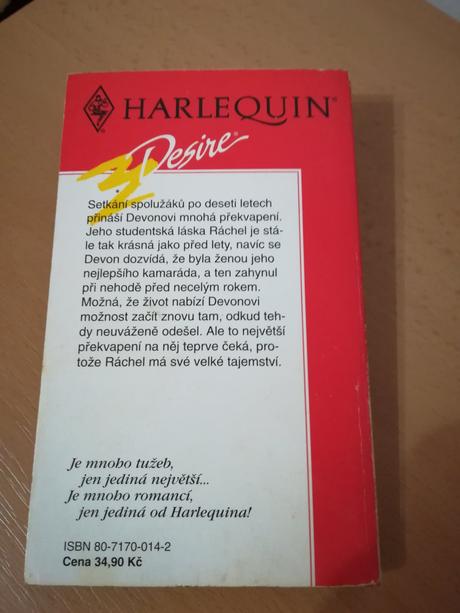 HARLEQUIN®
Desire®
Setkání spolužáků po deseti letech
přináší Devonovi mnohá překvapení.
Jeho studentská láska Ráchel je stá-
le tak krásná jako před lety, navíc se
Devon dozvídá, že byla ženou jeho
nejlepšího kamaráda, a ten zahynul
při nehodě před necelým rokem.
Možná, že život nabízí Devonovi
možnost začít znovu tam, odkud teh-
dy neuváženě odešel. Ale to největší
překvapení na něj teprve čeká, pro-
tože Ráchel má své velké tajemství.
Je mnoho tužeb,
jen jediná největší...
Je mnoho romancí,
jen jediná od Harlequina!
ISBN 80-7170-014-2
Cena 34,90 Kč